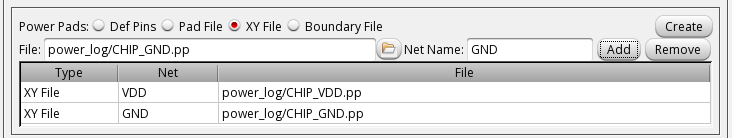 Power Pads: Def Pins Pad File XY File Boundary File Create
File: power_log/CHIP_GND.pp Net Name: GND Add Remove
Type Net File
XY File VDD power_log/CHIP_VDD.pp
XY File GND power_log/CHIP_GND.pp